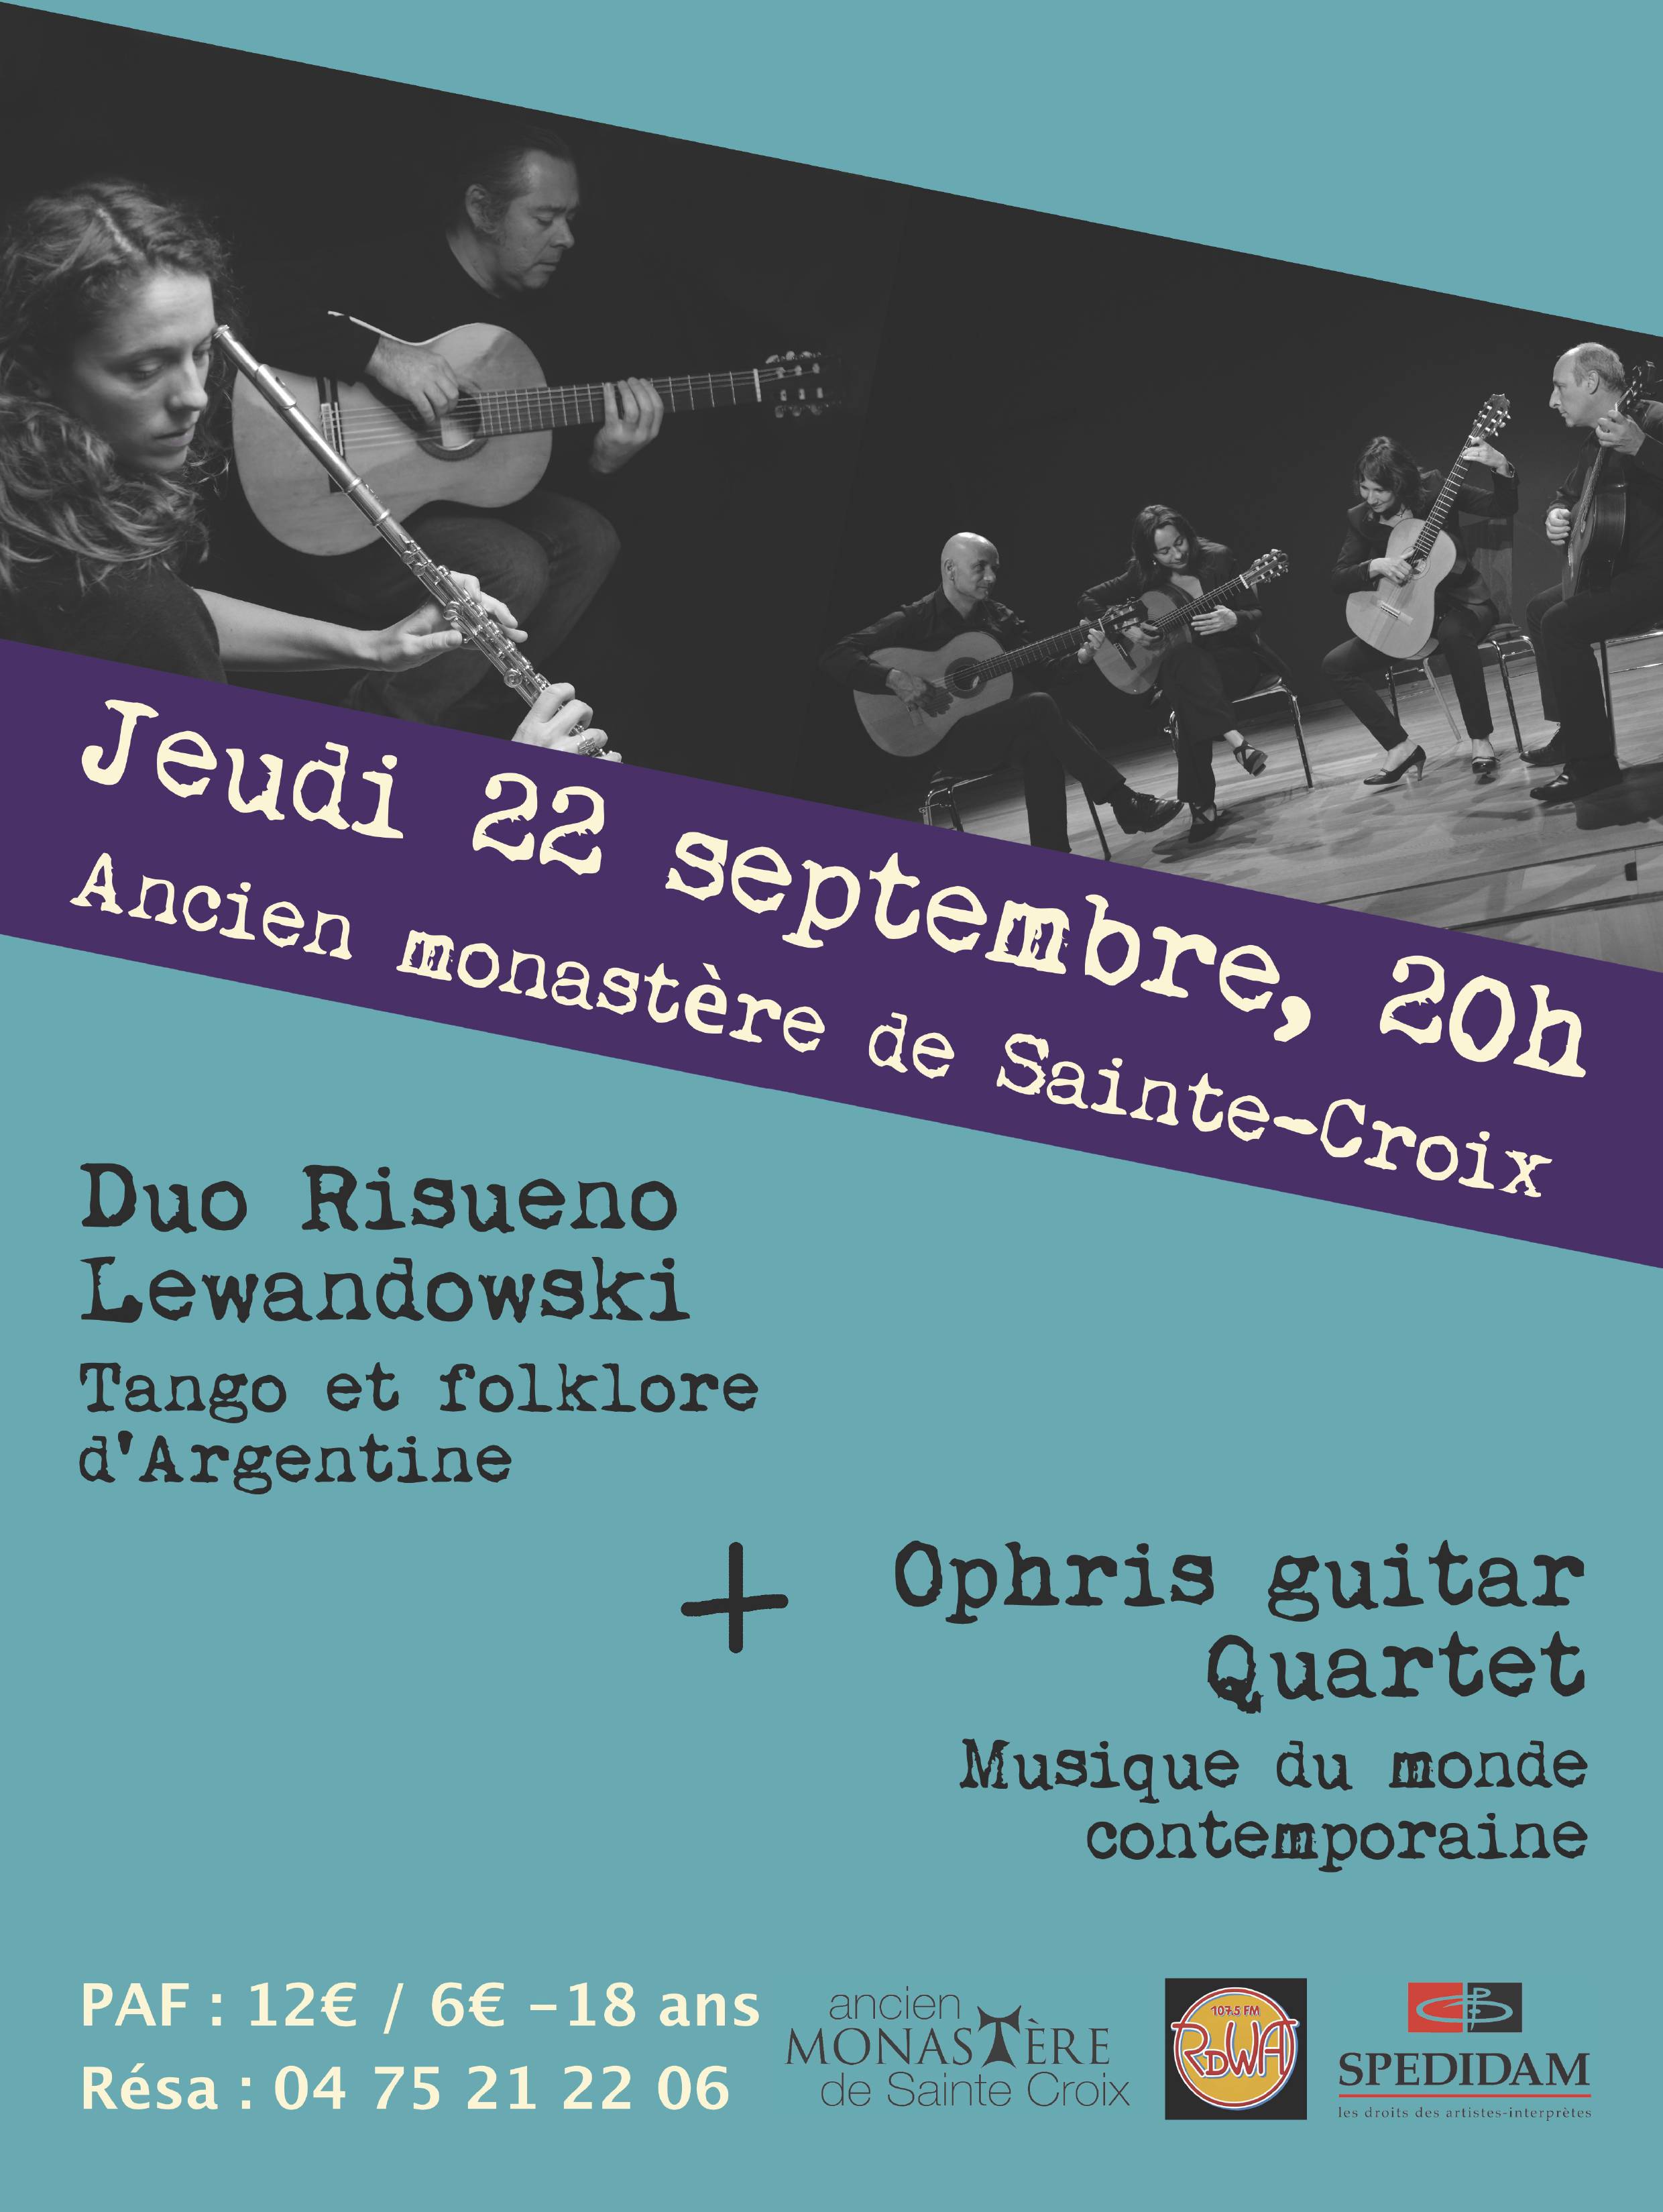 Jeudi 22 septembre, 20h
Ancien monastère de Sainte-Croix
Duo Risueno
Lewandowski
Tango et folklore
d'Argentine
+
Ophris guitar
Quartet
Musique du monde
contemporaine
PAF : 12€ / 6€ -18 ans
Résa : 04 75 21 22 06
ancien
MONASTÈRE
de Sainte Croix
107.5 FM
RDWA
SPEDIDAM
les droits des artistes-interprètes